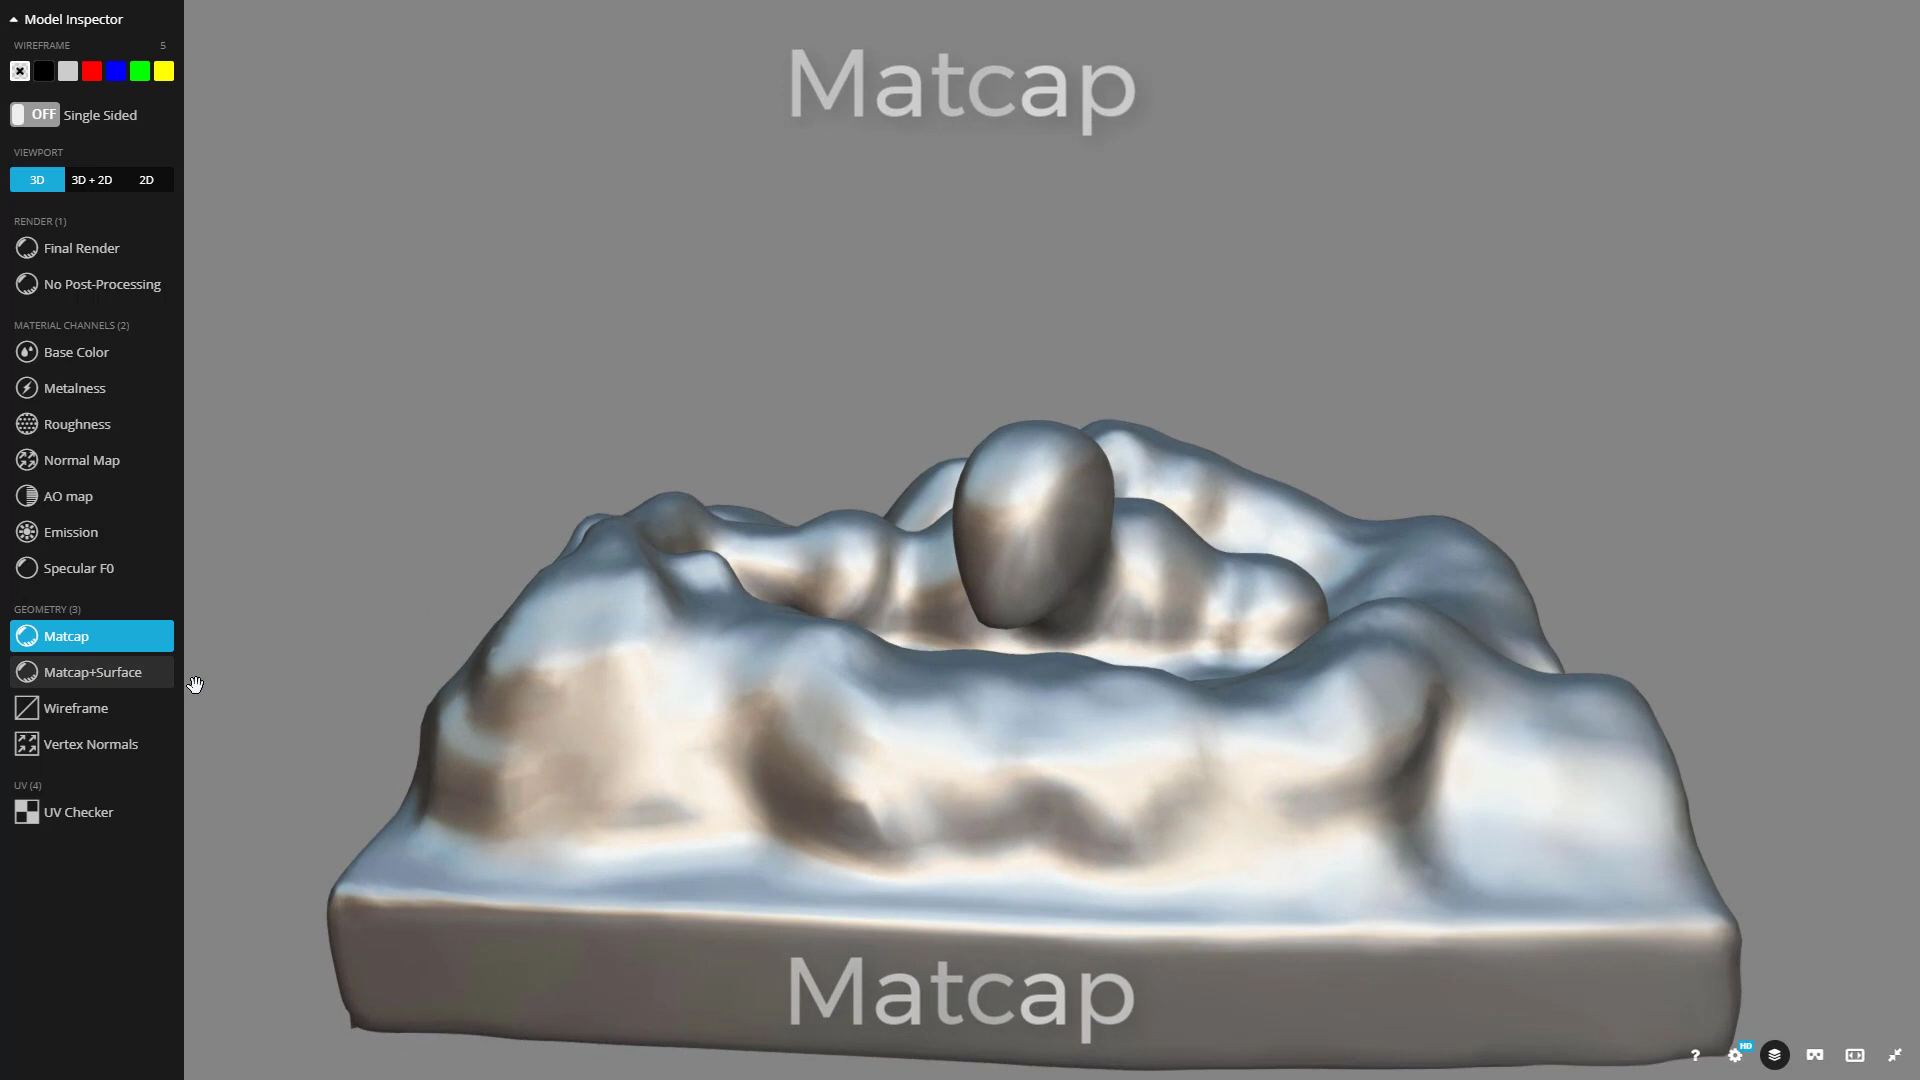 Model Inspector
WIREFRAME 5
OFF Single Sided
VIEWPORT
3D 3D + 2D 2D
RENDER (1)
Final Render
No Post-Processing
MATERIAL CHANNELS (2)
Base Color
Metalness
Roughness
Normal Map
AO map
Emission
Specular F0
GEOMETRY (3)
Matcap
Matcap+Surface
Wireframe
Vertex Normals
UV (4)
UV Checker
Matcap
Matcap
? HD